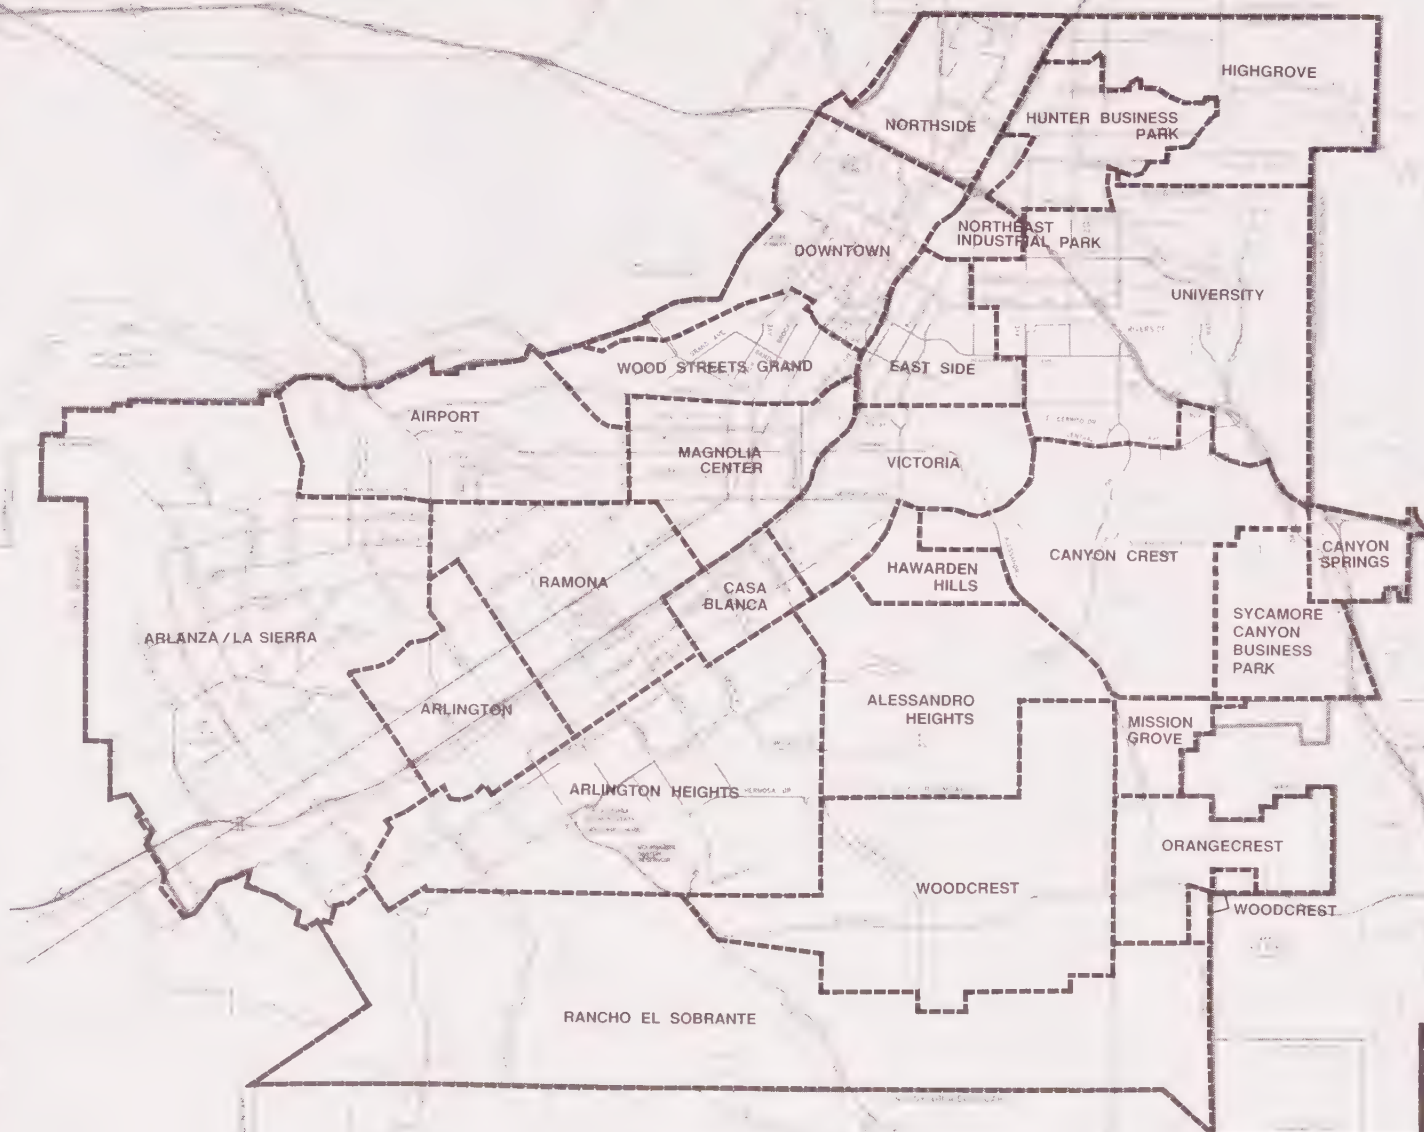 HIGHGROVE
HUNTER BUSINESS
PARK
NORTHSIDE
NORTHEAST
INDUSTRIAL PARK
DOWNTOWN
UNIVERSITY
WOOD STREETS GRAND
EAST SIDE
AIRPORT
MAGNOLIA
CENTER
VICTORIA
CANYON CREST
CANYON
SPRINGS
HAWARDEN
HILLS
RAMONA
CASA
BLANCA
SYCAMORE
CANYON
BUSINESS
PARK
ARLANZA / LA SIERRA
ARLINGTON
ALESSANDRO
HEIGHTS
MISSION
GROVE
ARLINGTON HEIGHTS
HERMOSA DR
ORANGECREST
WOODCREST
WOODCREST
RANCHO EL SOBRANTE